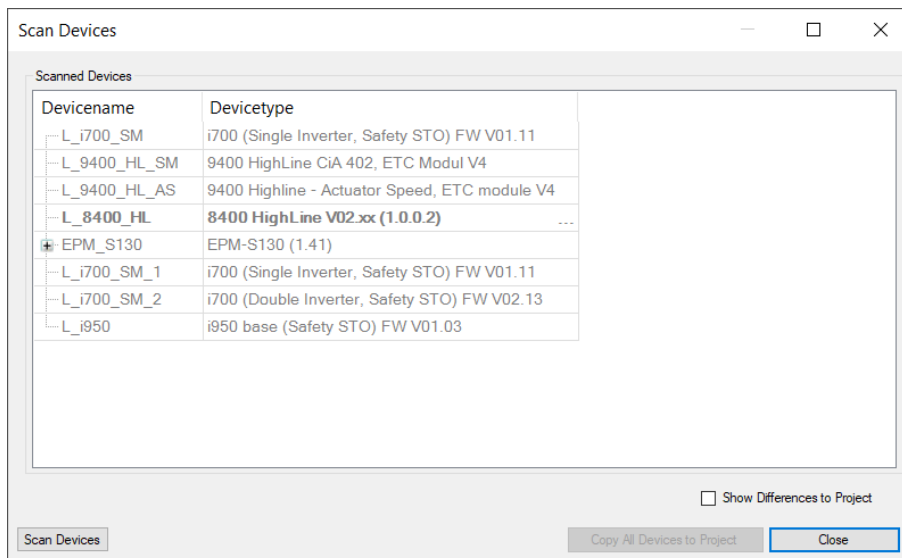 Scan Devices
Scanned Devices
Devicename Devicetype
L_i700_SM i700 (Single Inverter, Safety STO) FW V01.11
L_9400_HL_SM 9400 HighLine CiA 402, ETC Modul V4
L_9400_HL_AS 9400 Highline - Actuator Speed, ETC module V4
L_8400_HL 8400 HighLine V02.xx (1.0.0.2) ...
EPM_S130 EPM-S130 (1.41)
L_i700_SM_1 i700 (Single Inverter, Safety STO) FW V01.11
L_i700_SM_2 i700 (Double Inverter, Safety STO) FW V02.13
L_i950 i950 base (Safety STO) FW V01.03
Show Differences to Project
Scan Devices Copy All Devices to Project Close